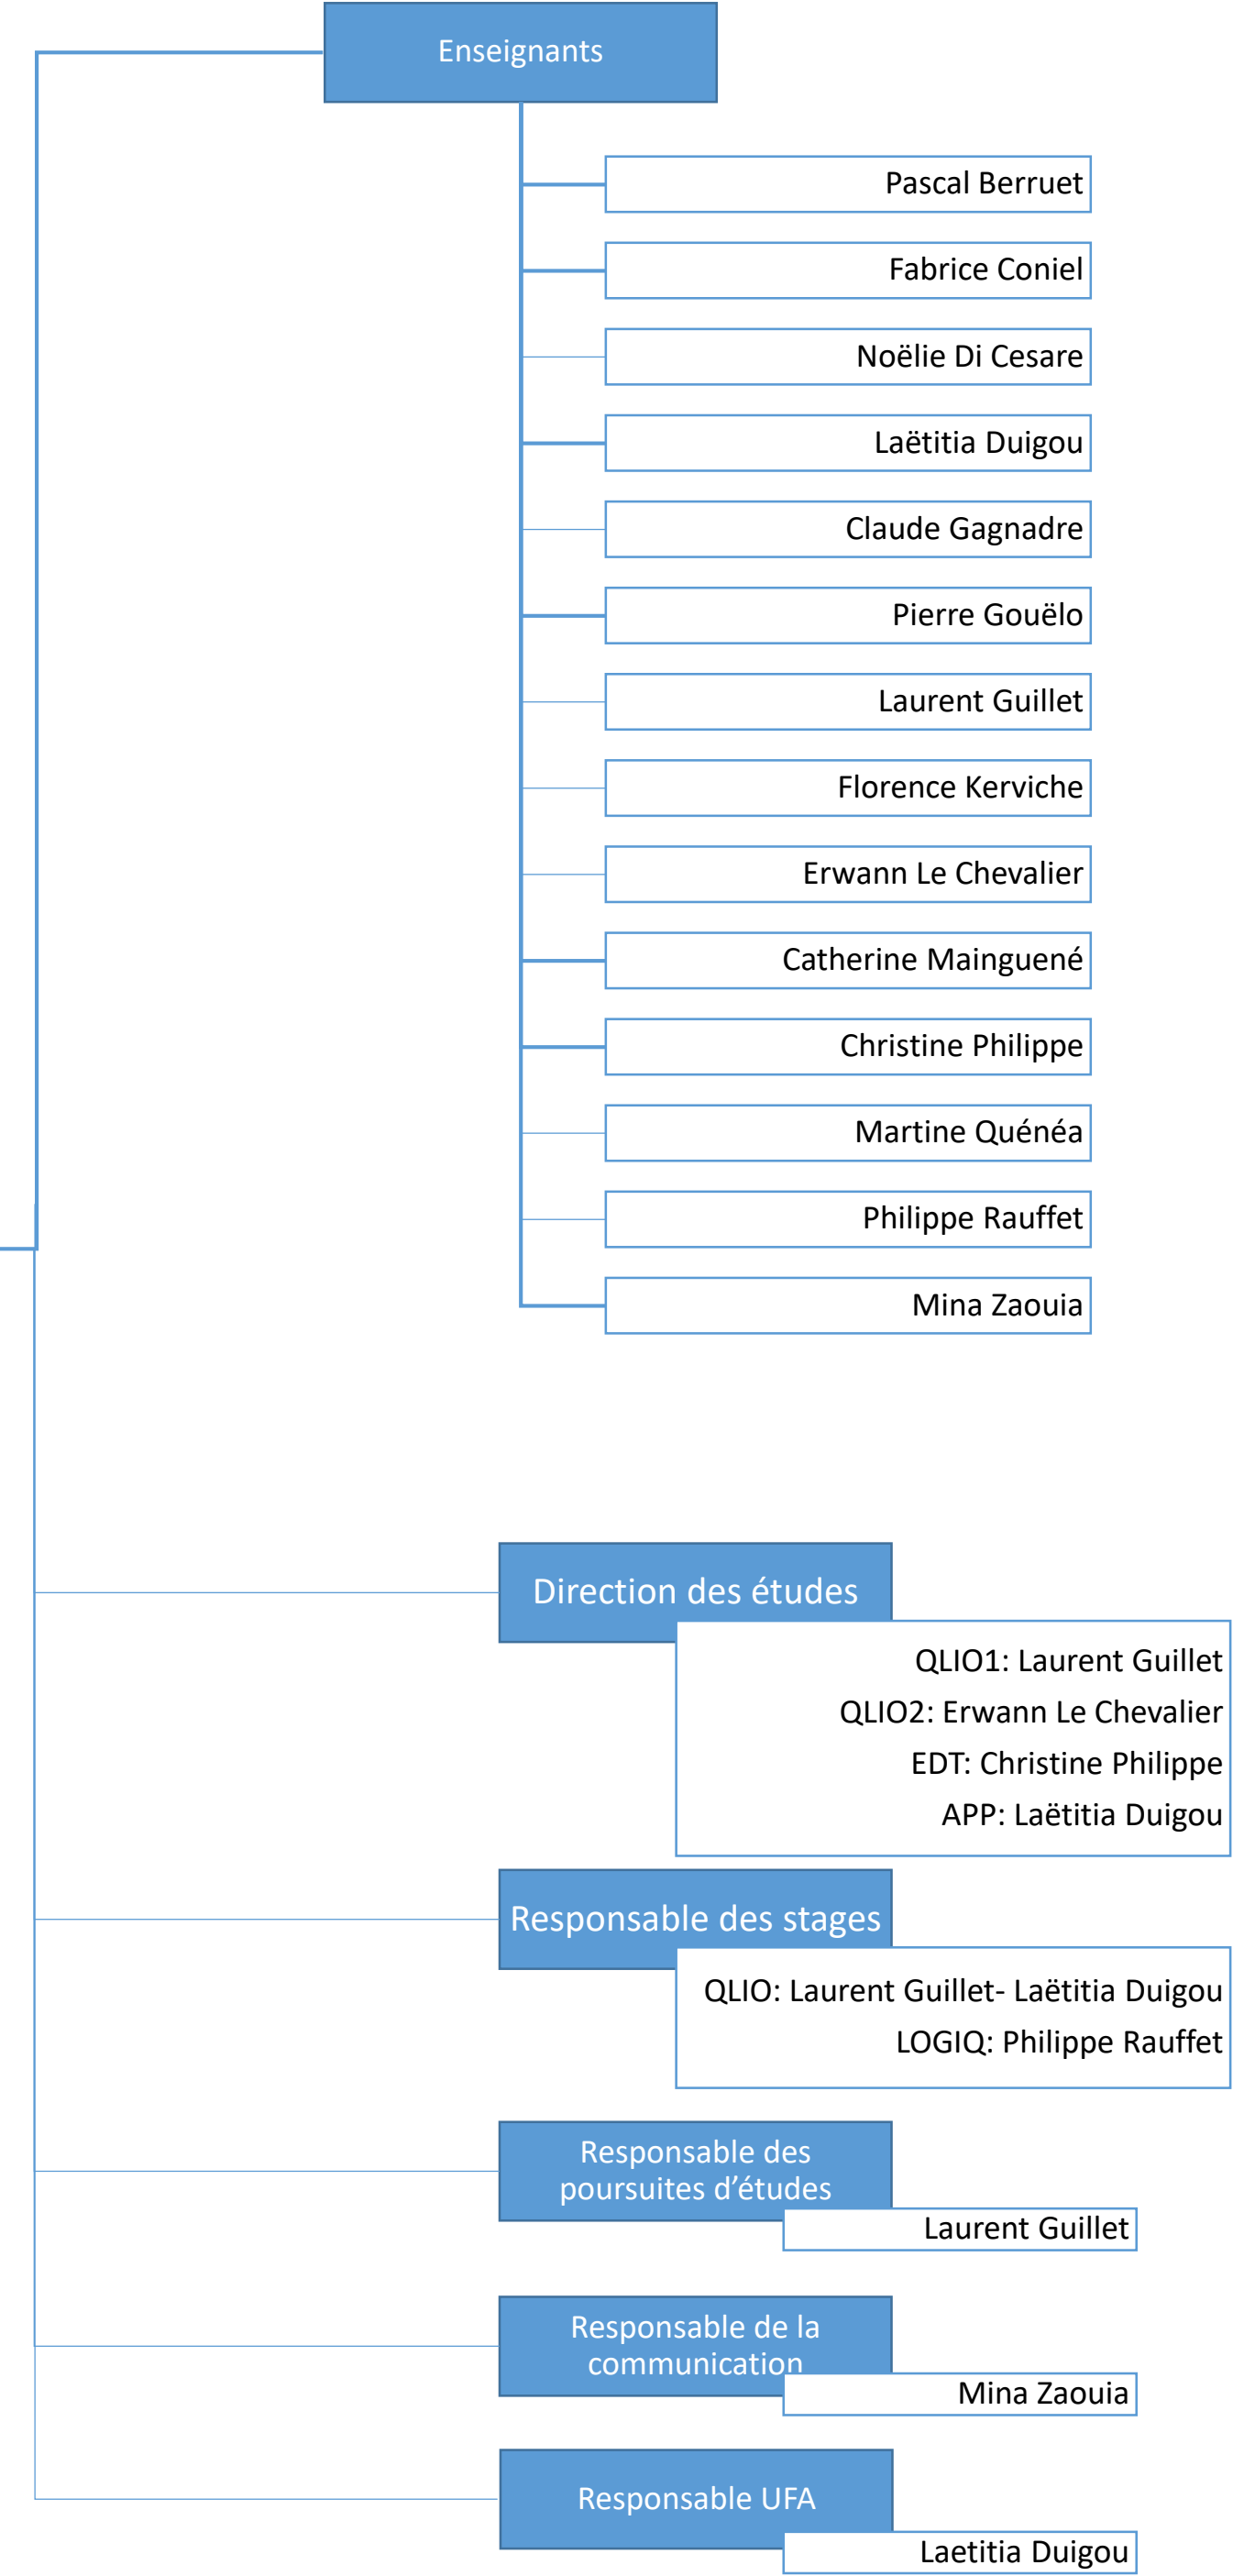 Enseignants
Pascal Berruet
Fabrice Coniel
Noëlie Di Cesare
Laëtitia Duigou
Claude Gagnadre
Pierre Gouëlo
Laurent Guillet
Florence Kerviche
Erwann Le Chevalier
Catherine Mainguené
Christine Philippe
Martine Quénéa
Philippe Rauffet
Mina Zaouia
Direction des études
QLIO1: Laurent Guillet
QLIO2: Erwann Le Chevalier
EDT: Christine Philippe
APP: Laëtitia Duigou
Responsable des stages
QLIO: Laurent Guillet- Laëtitia Duigou
LOGIQ: Philippe Rauffet
Responsable des
poursuites d’études
Laurent Guillet
Responsable de la
communication
Mina Zaouia
Responsable UFA
Laetitia Duigou